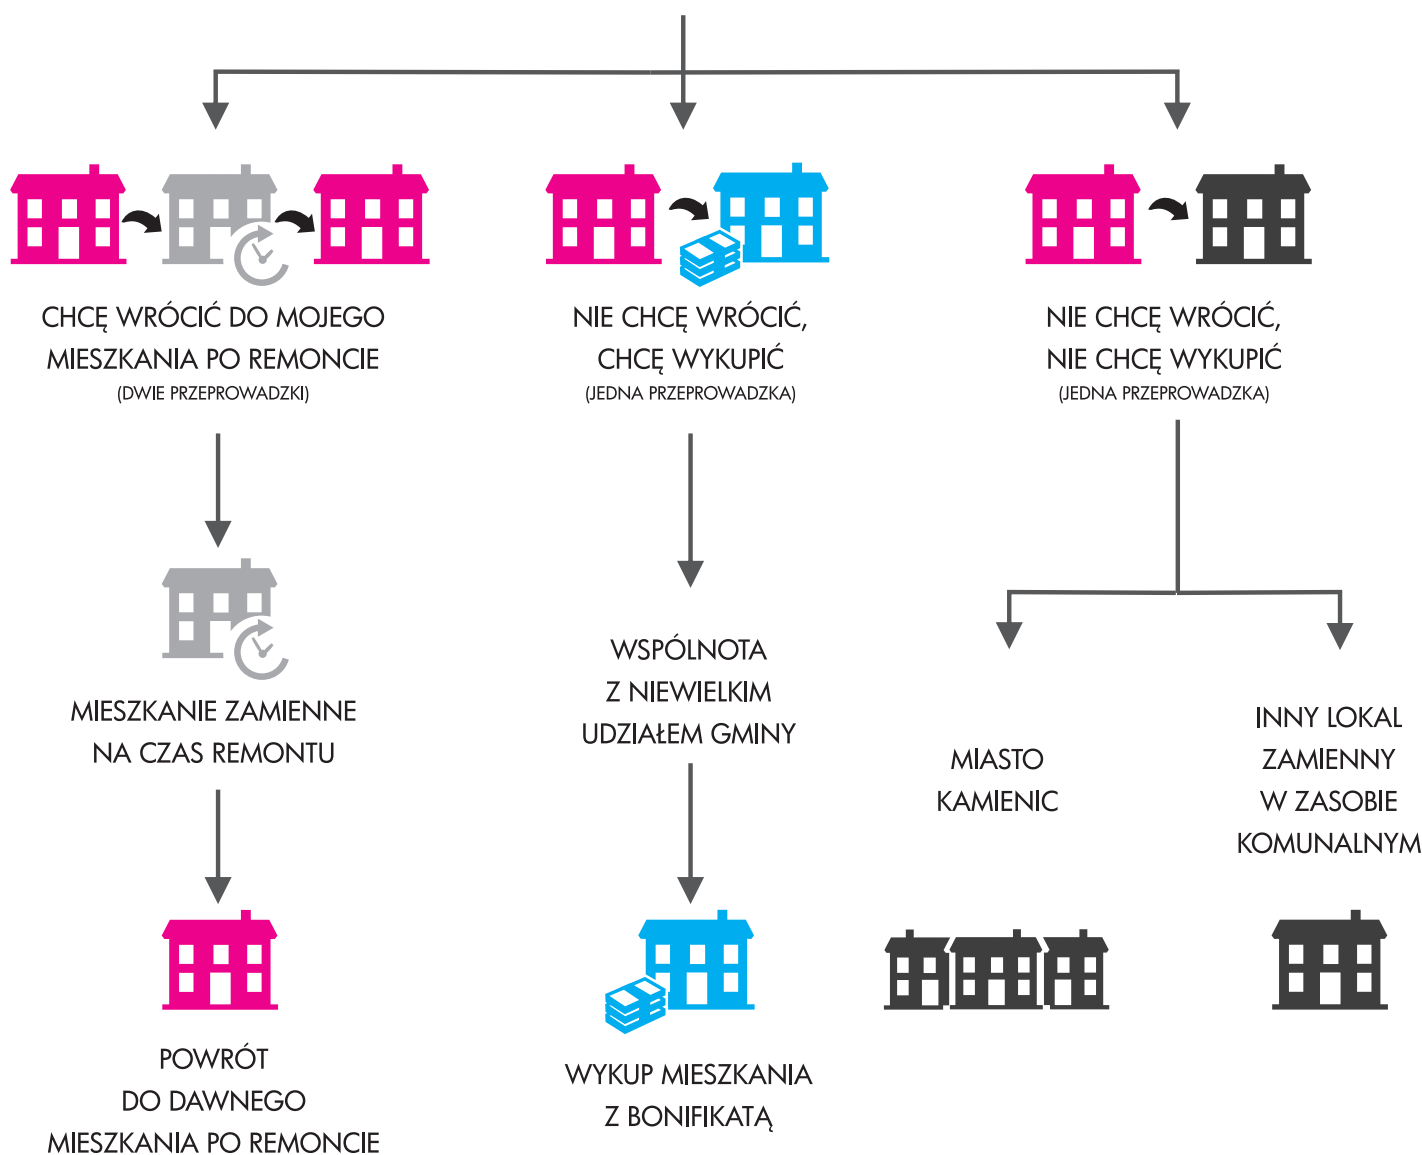 CHCĘ WRÓCIĆ DO MOJEGO
MIESZKANIA PO REMONCIE
(DWIE PRZEPROWADZKI)
NIE CHCĘ WRÓCIĆ,
CHCĘ WYKUPIĆ
(JEDNA PRZEPROWADZKA)
NIE CHCĘ WRÓCIĆ,
NIE CHCĘ WYKUPIĆ
(JEDNA PRZEPROWADZKA)
MIESZKANIE ZAMIENNE
NA CZAS REMONTU
WSPÓLNOTA
Z NIEWIELKIM
UDZIAŁEM GMINY
MIASTO
KAMIENIC
INNY LOKAL
ZAMIENNY
W ZASOBIE
KOMUNALNYM
POWRÓT
DO DAWNEGO
MIESZKANIA PO REMONCIE
WYKUP MIESZKANIA
Z BONIFIKATĄ